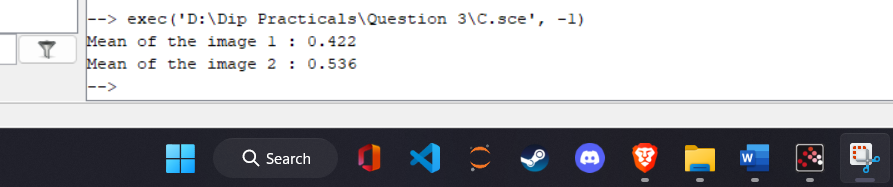 --> exec('D:\Dip Practicals\Question 3\C.sce', -1)
Mean of the image 1 : 0.422
Mean of the image 2 : 0.536
-->
Search